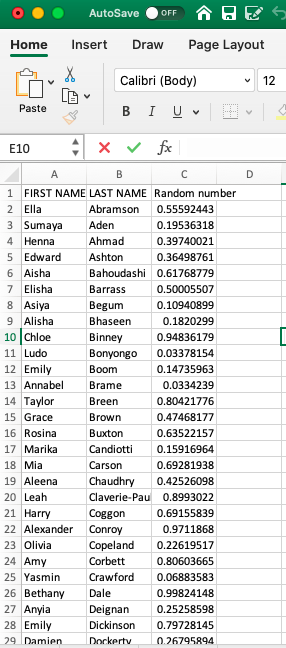 AutoSave OFF
Home Insert Draw Page Layout
Paste
Calibri (Body) 12
B I U
E10 fx
A B C D
1 FIRST NAME LAST NAME Random number
2 Ella Abramson 0.55592443
3 Sumaya Aden 0.19536318
4 Henna Ahmad 0.39740021
5 Edward Ashton 0.36498761
6 Aisha Bahoudashi 0.61768779
7 Elisha Barrass 0.50005507
8 Asiya Begum 0.10940899
9 Alisha Bhaseen 0.1820299
10 Chloe Binney 0.94836179
11 Ludo Bonyongo 0.03378154
12 Emily Boom 0.14735963
13 Annabel Brame 0.0334239
14 Taylor Breen 0.80421776
15 Grace Brown 0.47468177
16 Rosina Buxton 0.63522157
17 Marika Candiotti 0.15916964
18 Mia Carson 0.69281938
19 Aleena Chaudhry 0.42526098
20 Leah Claverie-Pau 0.8993022
21 Harry Coggon 0.69155839
22 Alexander Conroy 0.9711868
23 Olivia Copeland 0.22619517
24 Amy Corbett 0.80603665
25 Yasmin Crawford 0.06883583
26 Bethany Dale 0.99824148
27 Anyia Deignan 0.25258598
28 Emily Dickinson 0.79728145
29 Damien Dockerty 0.26795894